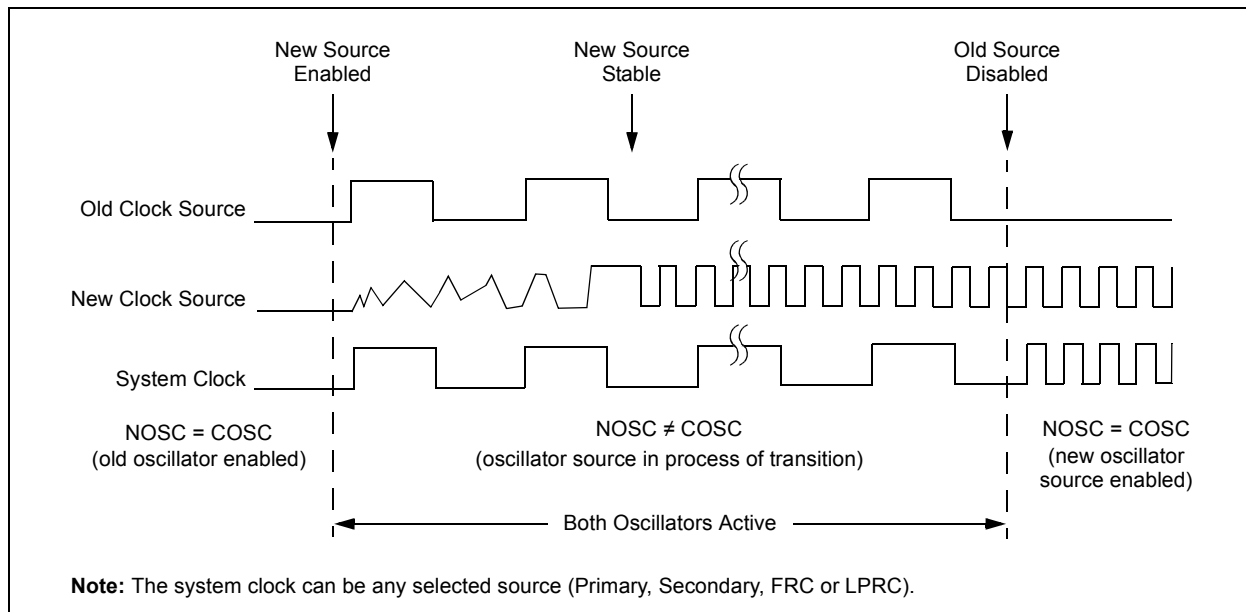 New Source
Enabled
New Source
Stable
Old Source
Disabled
Old Clock Source
New Clock Source
System Clock
NOSC = COSC
(old oscillator enabled)
NOSC ≠ COSC
(oscillator source in process of transition)
NOSC = COSC
(new oscillator
source enabled)
Both Oscillators Active
Note: The system clock can be any selected source (Primary, Secondary, FRC or LPRC).